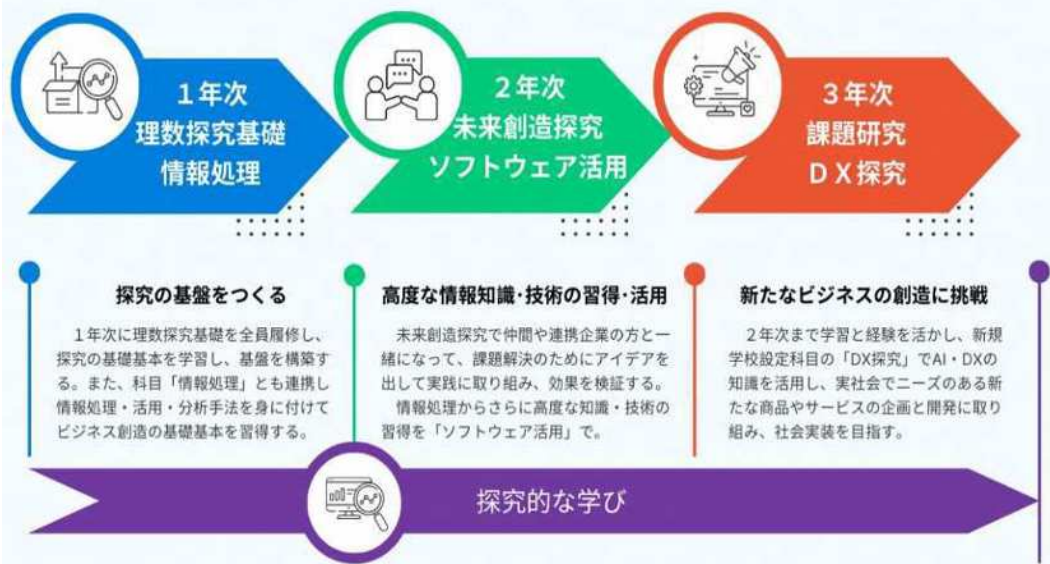 1年次
理数探究基礎
情報処理
2年次
未来創造探究
ソフトウェア活用
3年次
課題研究
DX探究
探究の基盤をつくる
1年次に理数探究基礎を全員履修し、
探究の基礎基本を学習し、基盤を構築す
る。また、科目「情報処理」とも連携し
情報処理・活用・分析手法を身に付けて
ビジネス創造の基礎基本を習得する。
高度な情報知識・技術の習得・活用
未来創造探究で仲間や連携企業の方と一
緒になって、課題解決のためにアイデアを
出して実践に取り組み、効果を検証する。
情報処理からさらに高度な知識・技術の
習得を「ソフトウェア活用」で。
新たなビジネスの創造に挑戦
2年次まで学習と経験を活かし、新規
学校設定科目の「DX探究」でAI・DXの
知識を活用し、実社会でニーズのある新
たな商品やサービスの企画と開発に取り
組み、社会実装を目指す。
探究的な学び